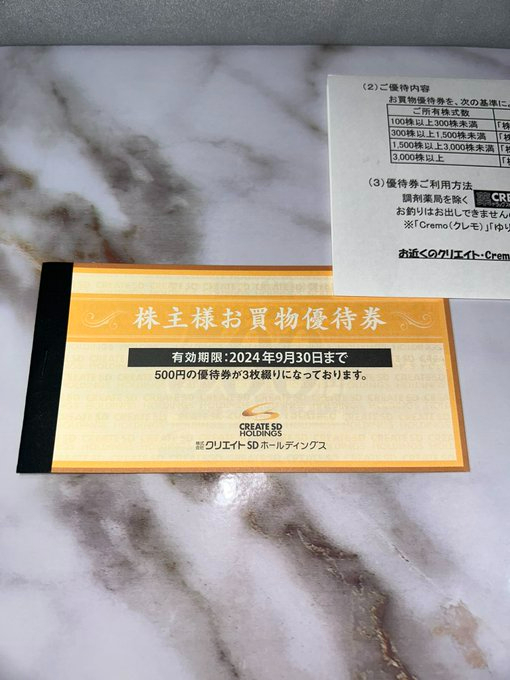 (2)ご優待内容
お買物優待券を、次の基準に
ご所有株式数
100株以上300株未満
300株以上1,500株未満
1,500株以上3,000株未満
3,000株以上
(3)優待券ご利用方法
調剤薬局を除く
お釣りはお出しできません
※「Cremo(クレモ)」「ゆり
お近くのクリエイト・Crem
株主様お買物優待券
有効期限:2024年9月30日まで
500円の優待券が3枚綴りになっております。
CREATE SD
HOLDINGS
株式会社クリエイトSDホールディングス